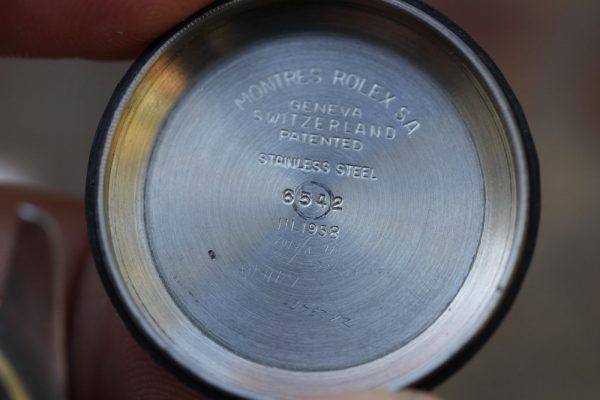 MONTRES ROLEX S.A.
GENEVA
SWITZERLAND
PATENTED
STAINLESS STEEL
6542
III.1958